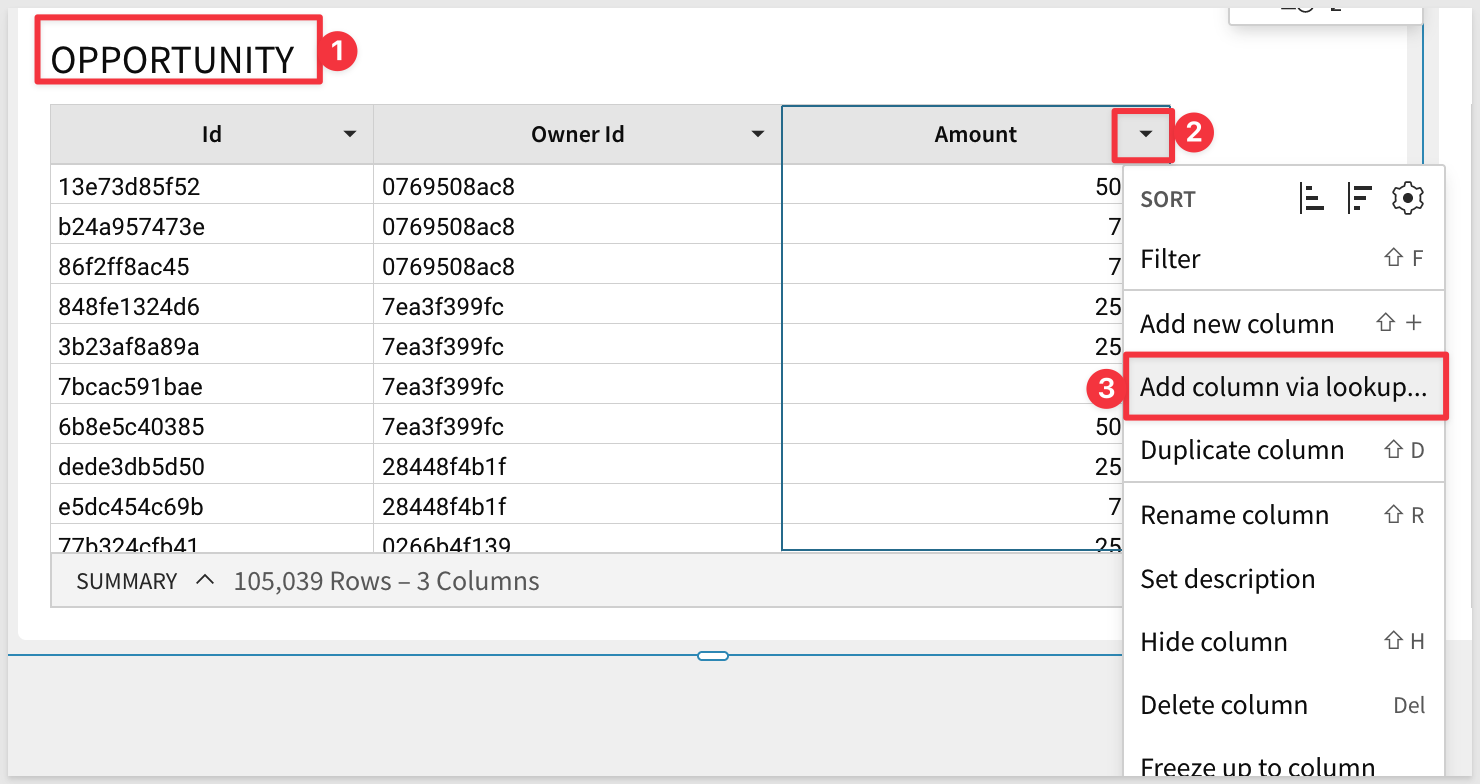 OPPORTUNITY 1
Id Owner Id Amount 2
13e73d85f52 0769508ac8 50
b24a957473e 0769508ac8 7
86f2ff8ac45 0769508ac8 7
848fe1324d6 7ea3f399fc 25
3b23af8a89a 7ea3f399fc 25
7bcac591bae 7ea3f399fc
6b8e5c40385 7ea3f399fc 50
dede3db5d50 28448f4b1f 25
e5dc454c69b 28448f4b1f 7
77b324cfb41 0266b4f139 25
SUMMARY 105,039 Rows – 3 Columns
SORT
Filter ⇧ F
Add new column ⇧ +
3 Add column via lookup...
Duplicate column ⇧ D
Rename column ⇧ R
Set description
Hide column ⇧ H
Delete column Del
Freeze up to column